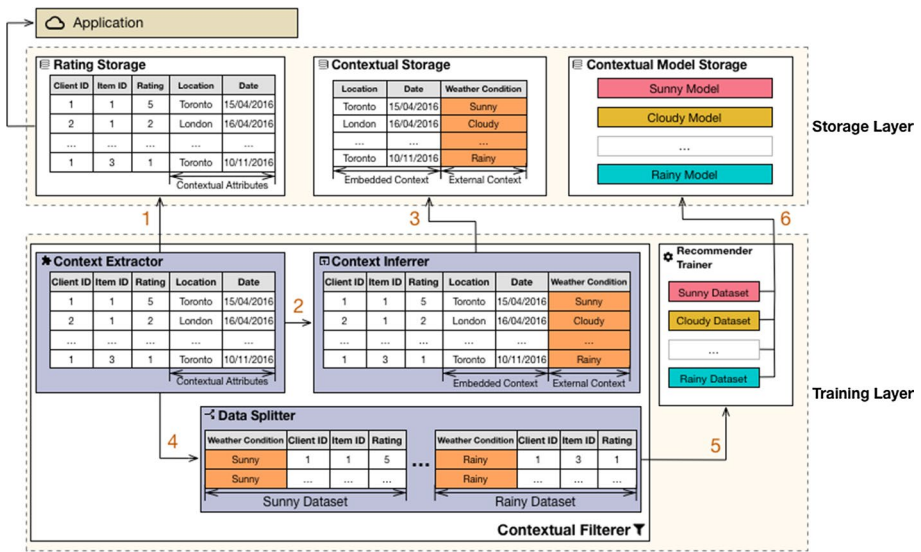 Application
Rating Storage
Client ID Item ID Rating Location Date
1 1 5 Toronto 15/04/2016
2 1 2 London 16/04/2016
... ... ... ... ...
1 3 1 Toronto 10/11/2016
Contextual Attributes
Contextual Storage
Location Date Weather Condition
Toronto 15/04/2016 Sunny
London 16/04/2016 Cloudy
... ... ...
Toronto 10/11/2016 Rainy
Embedded Context External Context
Contextual Model Storage
Sunny Model
Cloudy Model
...
Rainy Model
Storage Layer
1
3
6
Context Extractor
Client ID Item ID Rating Location Date
1 1 5 Toronto 15/04/2016
2 1 2 London 16/04/2016
... ... ... ... ...
1 3 1 Toronto 10/11/2016
Contextual Attributes
2
Context Inferrer
Client ID Item ID Rating Location Date Weather Condition
1 1 5 Toronto 15/04/2016 Sunny
2 1 2 London 16/04/2016 Cloudy
... ... ... ... ... ...
1 3 1 Toronto 10/11/2016 Rainy
Embedded Context External Context
Recommender
Trainer
Sunny Dataset
Cloudy Dataset
...
Rainy Dataset
Training Layer
4
Data Splitter
Weather Condition Client ID Item ID Rating
Sunny 1 1 5
Sunny ... ... ...
Sunny Dataset
...
Weather Condition Client ID Item ID Rating
Rainy 1 3 1
Rainy ... ... ...
Rainy Dataset
5
Contextual Filterer